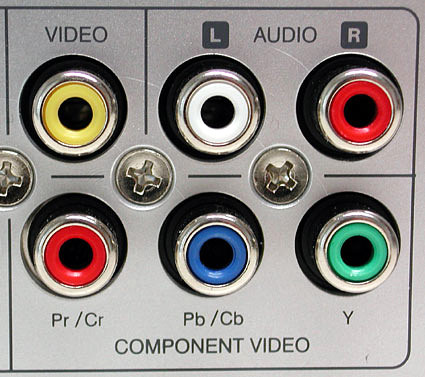 VIDEO L AUDIO R
Pr /Cr Pb /Cb Y
COMPONENT VIDEO